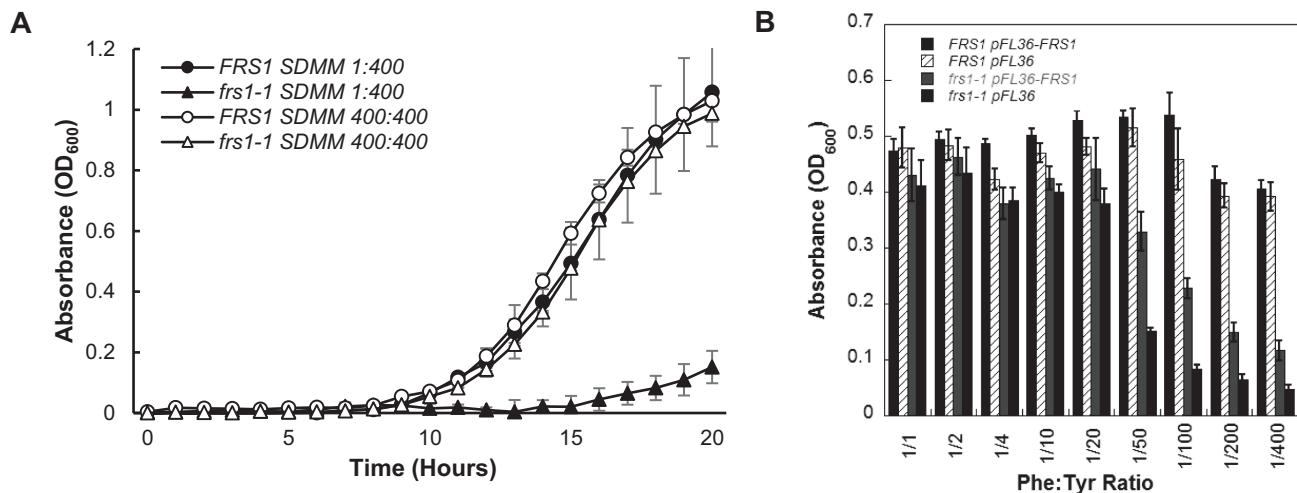 A
Absorbance (OD600)
1.2
1
0.8
0.6
0.4
0.2
0
FRS1 SDMM 1:400
frs1-1 SDMM 1:400
FRS1 SDMM 400:400
frs1-1 SDMM 400:400
0 5 10 15 20
Time (Hours)
B
Absorbance (OD600)
0.7
0.6
0.5
0.4
0.3
0.2
0.1
0
FRS1 pFL36-FRS1
FRS1 pFL36
frs1-1 pFL36-FRS1
frs1-1 pFL36
1/1 1/2 1/4 1/10 1/20 1/50 1/100 1/200 1/400
Phe:Tyr Ratio